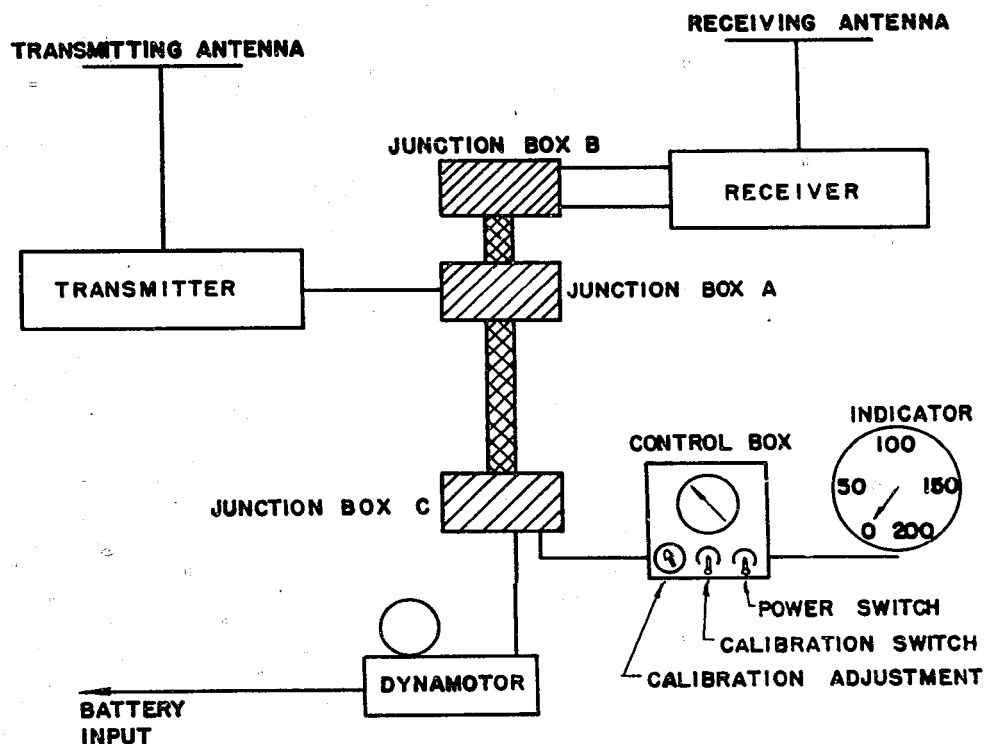 RECEIVING ANTENNA
TRANSMITTING ANTENNA
JUNCTION BOX B
RECEIVER
TRANSMITTER
JUNCTION BOX A
INDICATOR
100
50 150
0 200
CONTROL BOX
JUNCTION BOX C
POWER SWITCH
CALIBRATION SWITCH
CALIBRATION ADJUSTMENT
DYNAMOTOR
BATTERY
INPUT